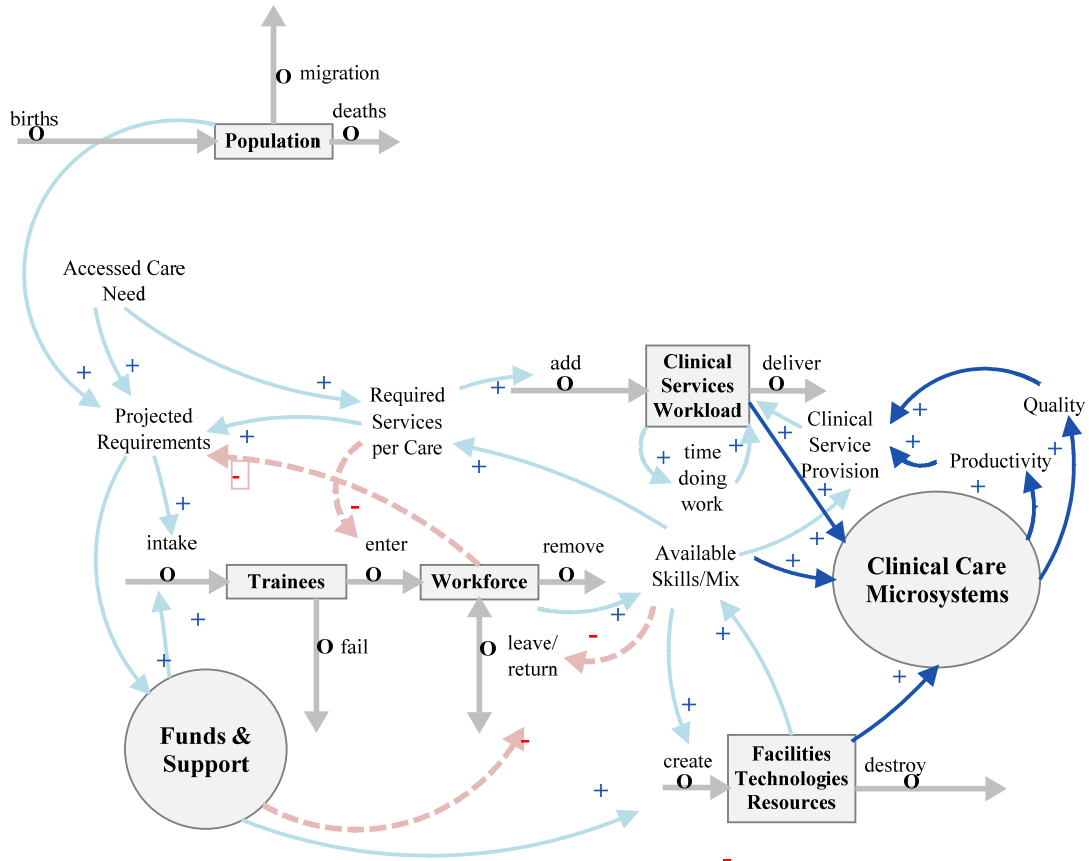 migration
births
deaths
Population
Accessed Care
Need
Projected
Requirements
Required
Services
per Care
add
Clinical
Services
Workload
deliver
Clinical
Service
Provision
Quality
Productivity
time
doing
work
intake
Trainees
enter
Workforce
remove
Available
Skills/Mix
Clinical Care
Microsystems
fail
leave/
return
Funds &
Support
create
Facilities
Technologies
Resources
destroy